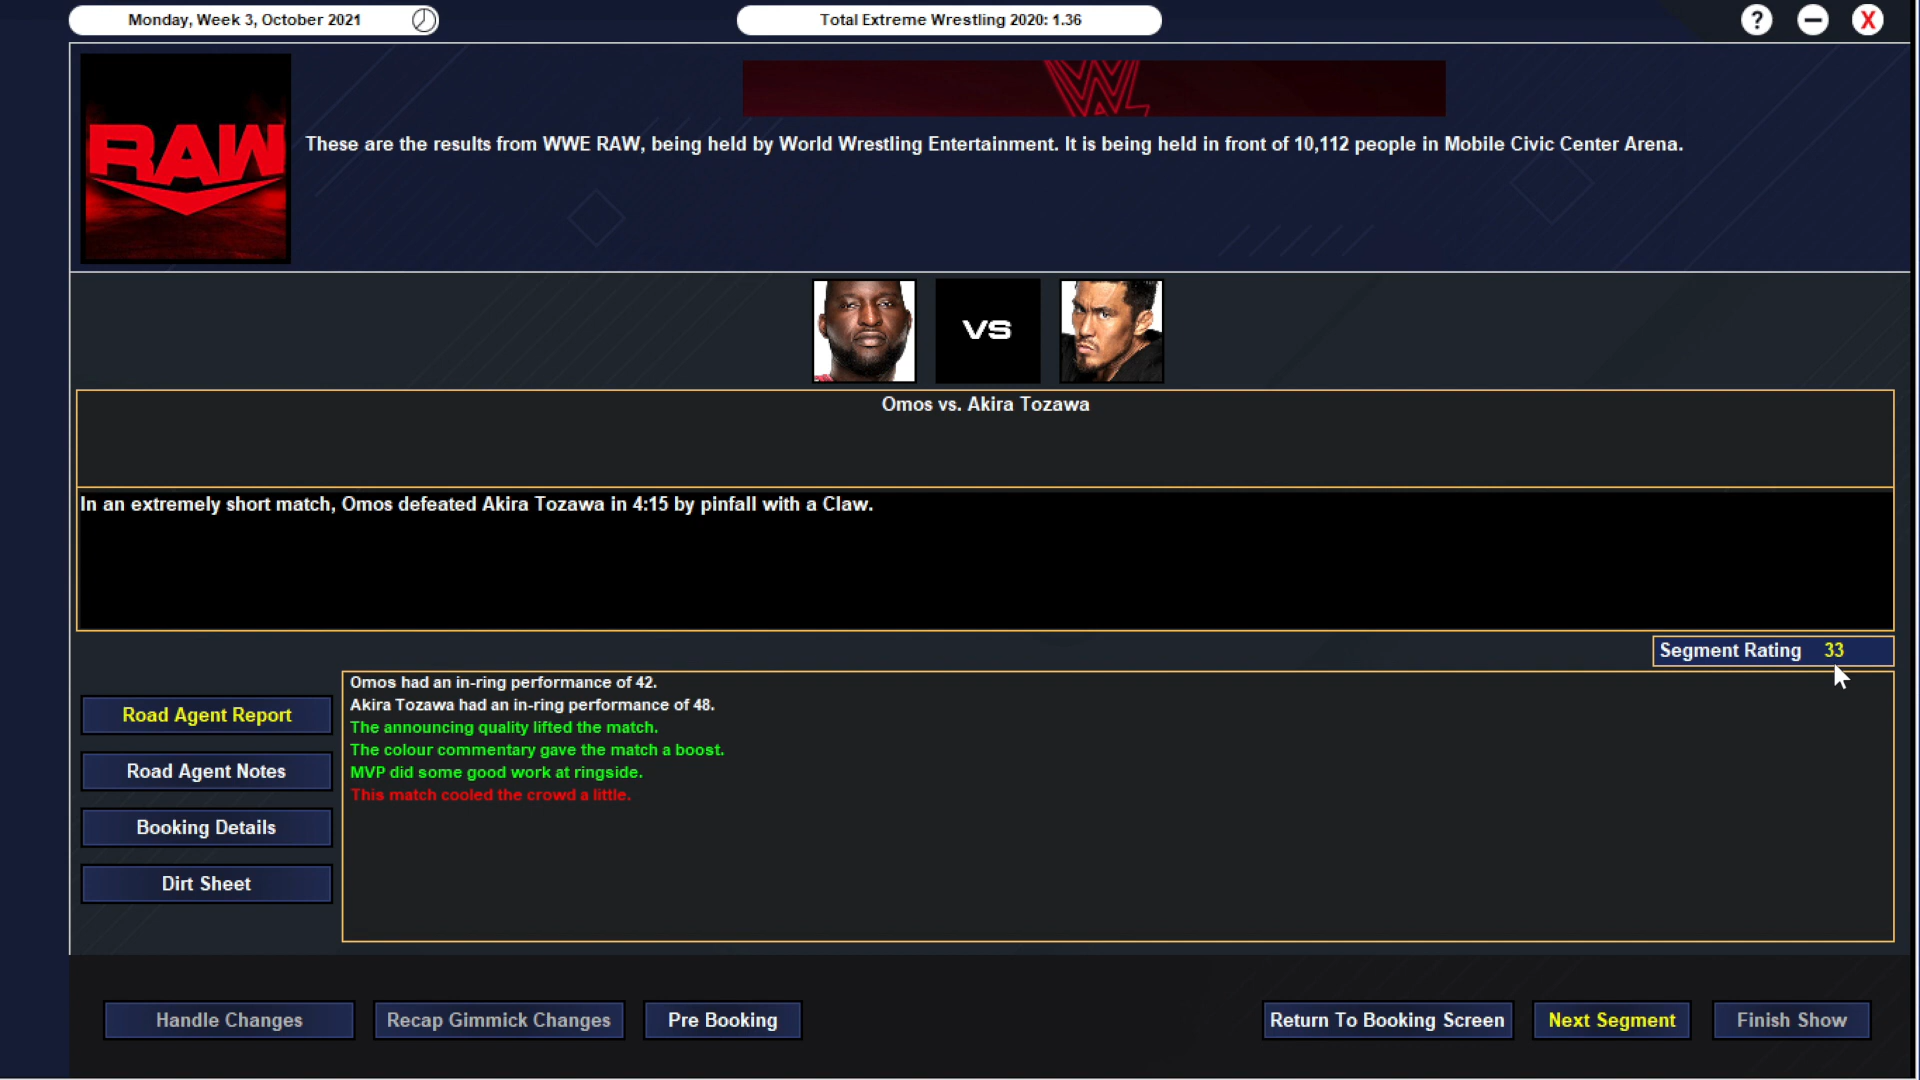 Monday, Week 3, October 2021
Total Extreme Wrestling 2020: 1.36
?
X
RAW
These are the results from WWE RAW, being held by World Wrestling Entertainment. It is being held in front of 10,112 people in Mobile Civic Center Arena.
VS
Omos vs. Akira Tozawa
In an extremely short match, Omos defeated Akira Tozawa in 4:15 by pinfall with a Claw.
Segment Rating 33
Omos had an in-ring performance of 42.
Akira Tozawa had an in-ring performance of 48.
The announcing quality lifted the match.
The colour commentary gave the match a boost.
MVP did some good work at ringside.
This match cooled the crowd a little.
Road Agent Report
Road Agent Notes
Booking Details
Dirt Sheet
Handle Changes
Recap Gimmick Changes
Pre Booking
Return To Booking Screen
Next Segment
Finish Show